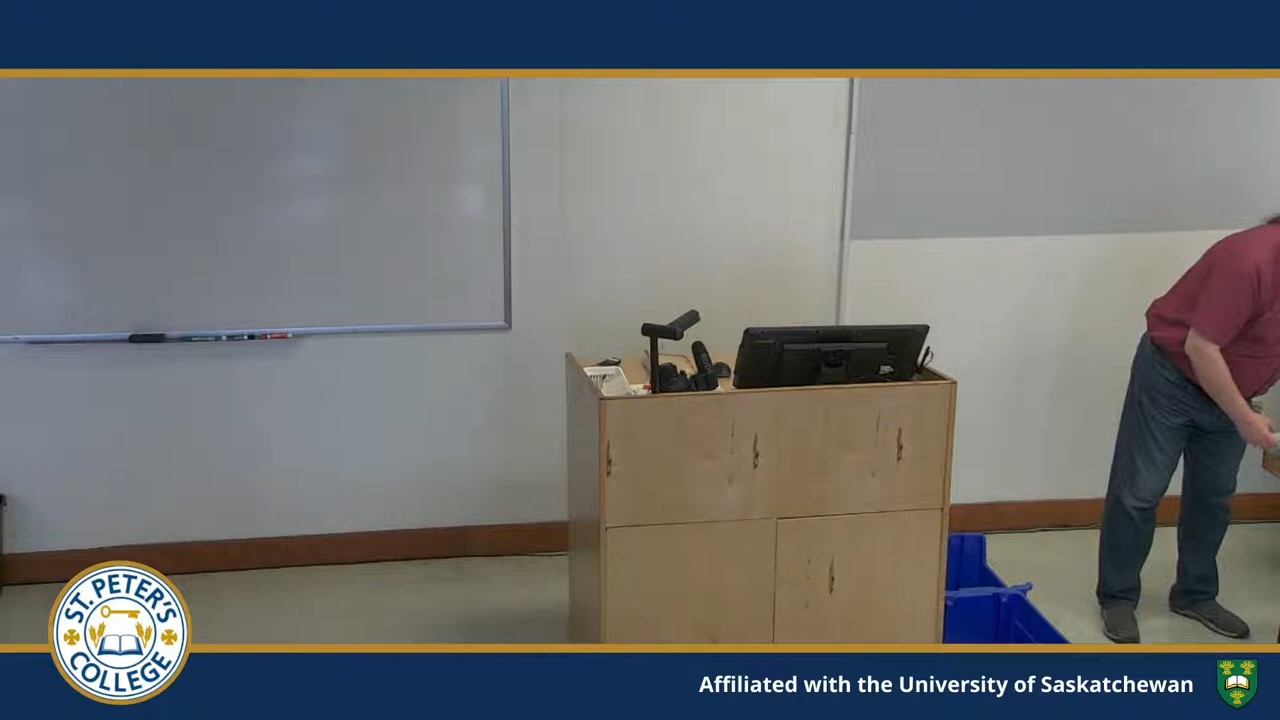 ST. PETER'S
COLLEGE
Affiliated with the University of Saskatchewan